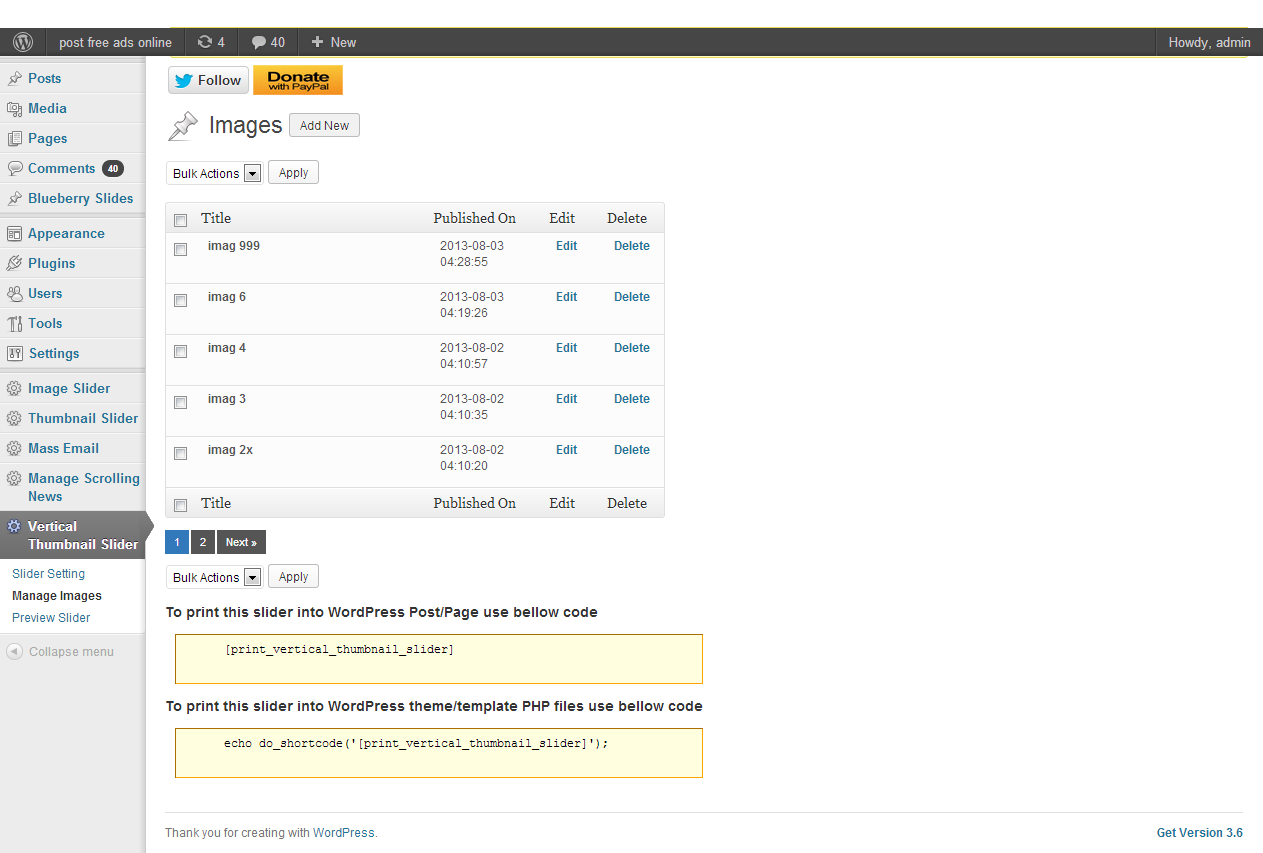 post free ads online 4 40 + New Howdy, admin
Posts
Media
Pages
Comments 40
Blueberry Slides
Appearance
Plugins
Users
Tools
Settings
Image Slider
Thumbnail Slider
Mass Email
Manage Scrolling
News
Vertical
Thumbnail Slider
Slider Setting
Manage Images
Preview Slider
Collapse menu
Follow Donate
with PayPal
Images Add New
Bulk Actions Apply
Title Published On Edit Delete
imag 999 2013-08-03 Edit Delete
04:28:55
imag 6 2013-08-03 Edit Delete
04:19:26
imag 4 2013-08-02 Edit Delete
04:10:57
imag 3 2013-08-02 Edit Delete
04:10:35
imag 2x 2013-08-02 Edit Delete
04:10:20
Title Published On Edit Delete
1 2 Next »
Bulk Actions Apply
To print this slider into WordPress Post/Page use bellow code
[print_vertical_thumbnail_slider]
To print this slider into WordPress theme/template PHP files use bellow code
echo do_shortcode('[print_vertical_thumbnail_slider]');
Thank you for creating with WordPress. Get Version 3.6